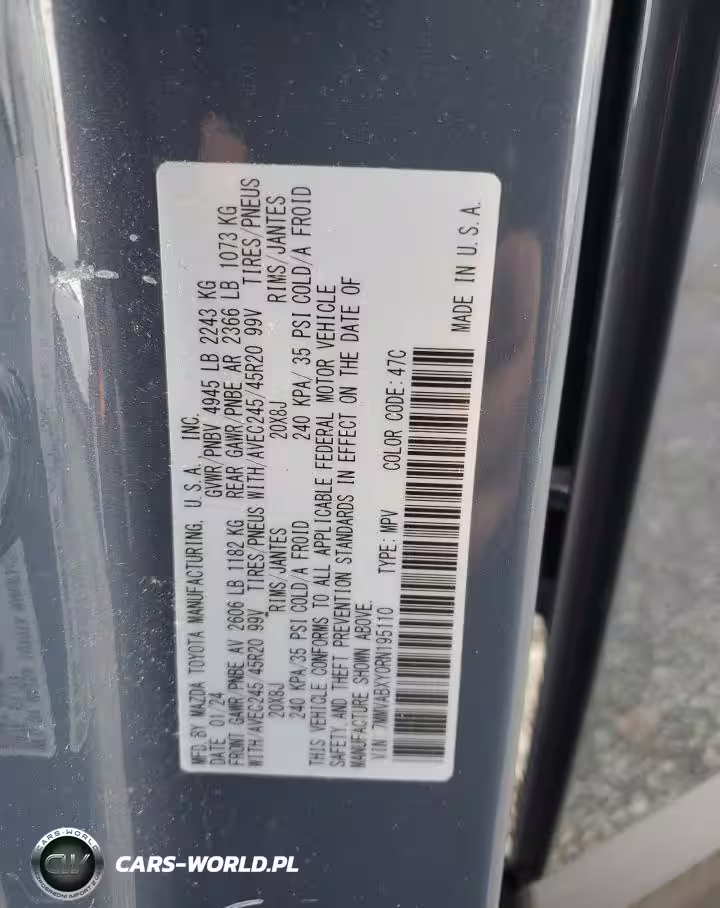 MFD. BY MAZDA TOYOTA MANUFACTURING, U.S.A., INC.
DATE 01/24 GVWR/PNBV 4945 LB 2243 KG
FRONT GAWR/PNBE AV 2606 LB 1182 KG REAR GAWR/PNBE AR 2366 LB 1073 KG
WITH/AVEC245/45R20 99V TIRES/PNEUS WITH/AVEC245/45R20 99V TIRES/PNEUS
20X8J RIMS/JANTES 20X8J RIMS/JANTES
240 KPA/35 PSI COLD/A FROID 240 KPA/ 35 PSI COLD/A FROID
THIS VEHICLE CONFORMS TO ALL APPLICABLE FEDERAL MOTOR VEHICLE
SAFETY AND THEFT PREVENTION STANDARDS IN EFFECT ON THE DATE OF
MANUFACTURE SHOWN ABOVE.
VIN: 7MMVABXY0RN195110 TYPE: MPV COLOR CODE: 47C
MADE IN U.S.A.
CARS-WORLD
CW
CARS-WORLD.PL